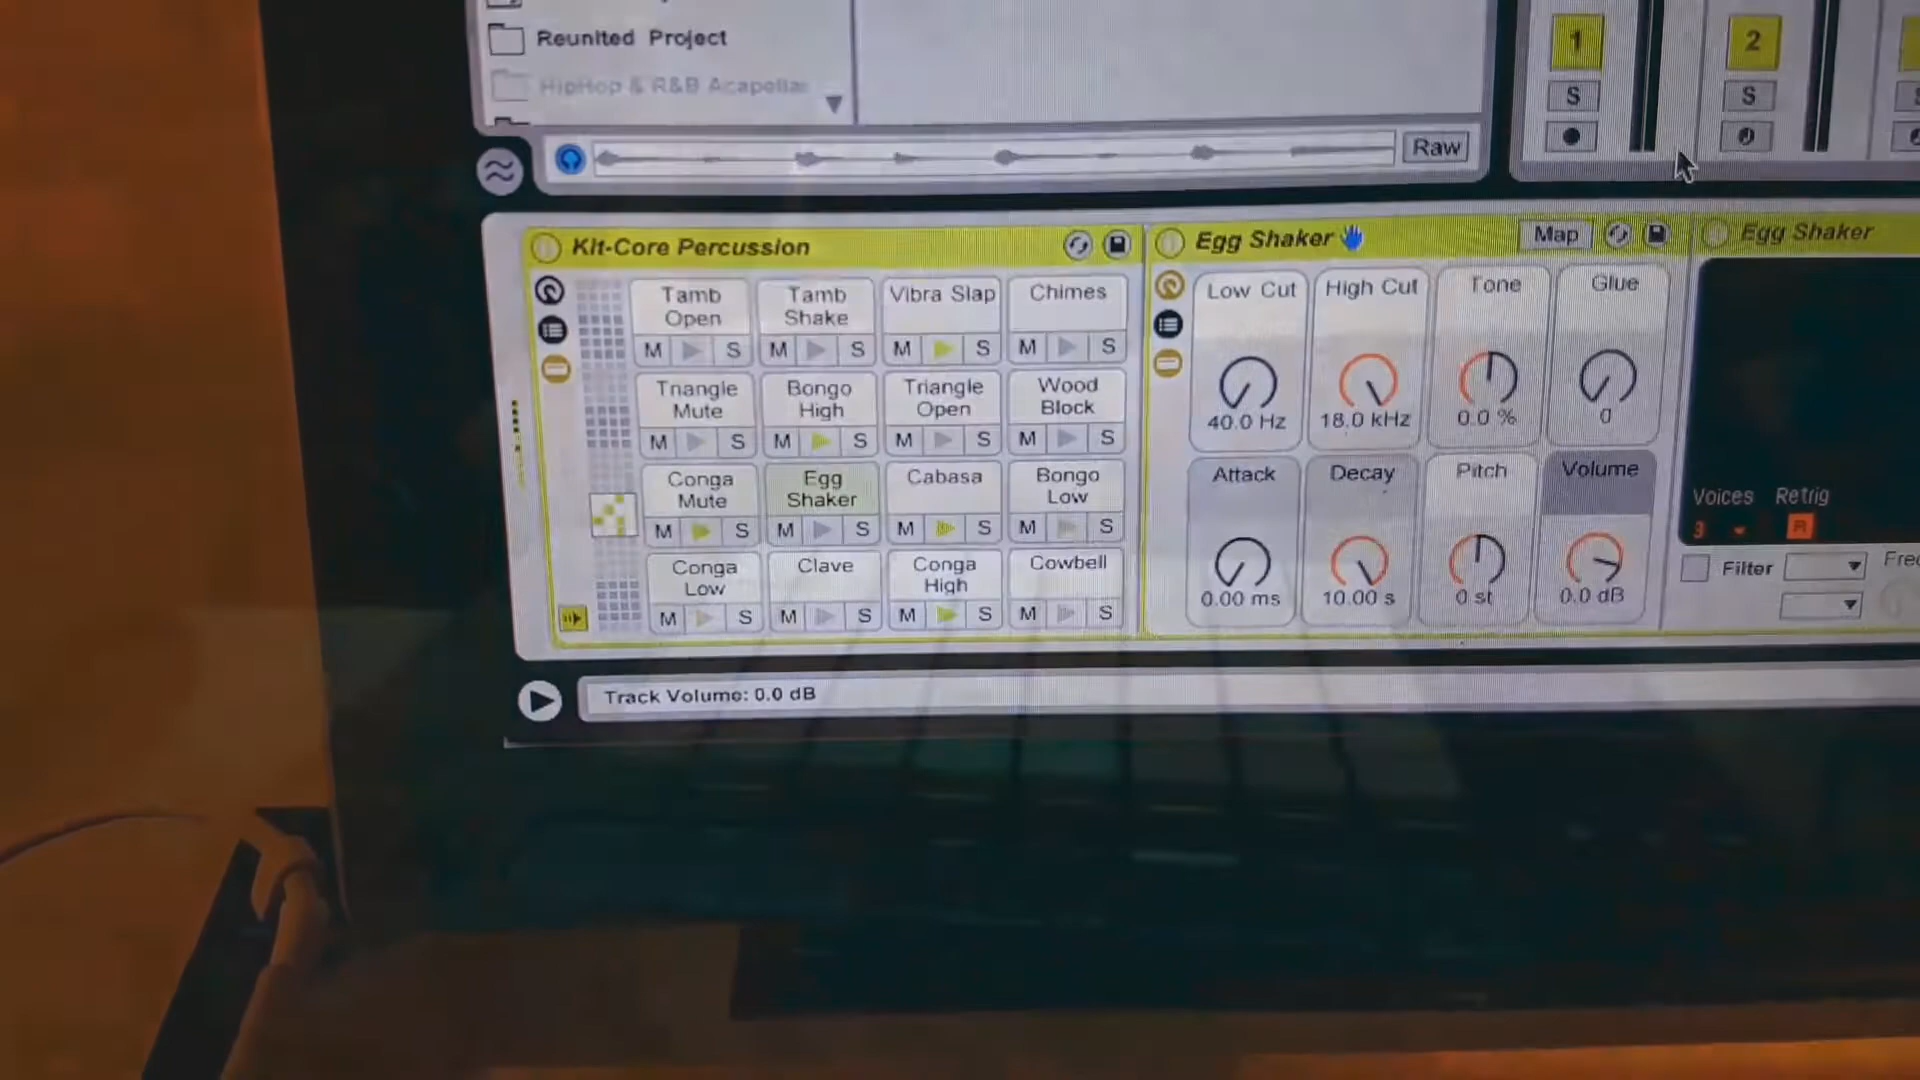 Reunited Project
HipHop & R&B Acapellas
Raw
1
S
2
S
Kit-Core Percussion
Tamb Open
M S
Tamb Shake
M S
Vibra Slap
M S
Chimes
M S
Triangle Mute
M S
Bongo High
M S
Triangle Open
M S
Wood Block
M S
Conga Mute
M S
Egg Shaker
M S
Cabasa
M S
Bongo Low
M S
Conga Low
M S
Clave
M S
Conga High
M S
Cowbell
M S
Egg Shaker
Map
Low Cut
40.0 Hz
High Cut
18.0 kHz
Tone
0.0 %
Glue
0
Attack
0.00 ms
Decay
10.00 s
Pitch
0 st
Volume
0.0 dB
Egg Shaker
Voices Retrig
3 R
Filter
Track Volume: 0.0 dB